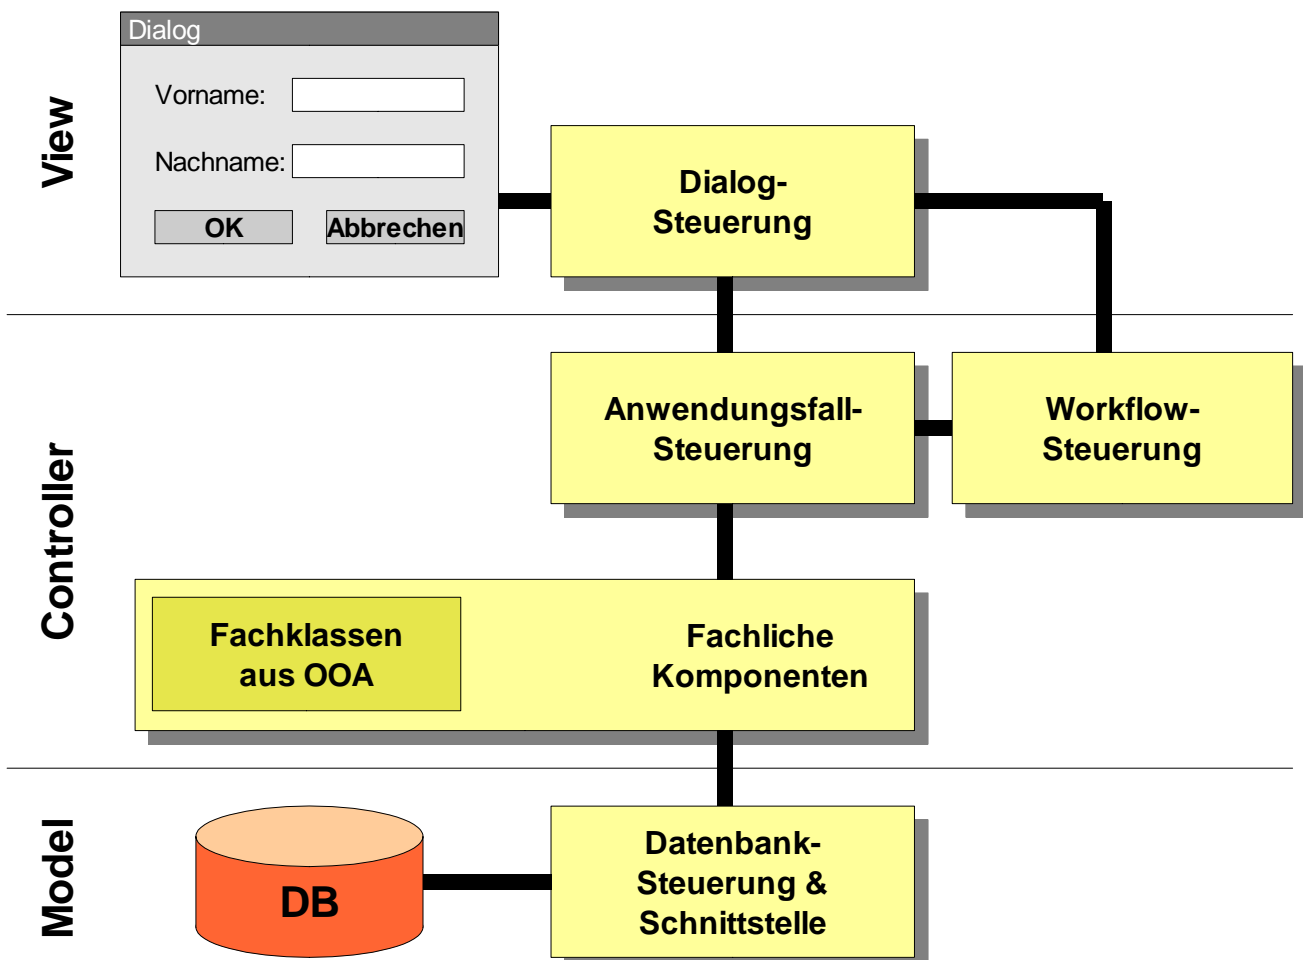 View
Dialog
Vorname:
Nachname:
OK
Abbrechen
Dialog-
Steuerung
Controller
Anwendungsfall-
Steuerung
Workflow-
Steuerung
Fachklassen
aus OOA
Fachliche
Komponenten
Model
DB
Datenbank-
Steuerung &
Schnittstelle